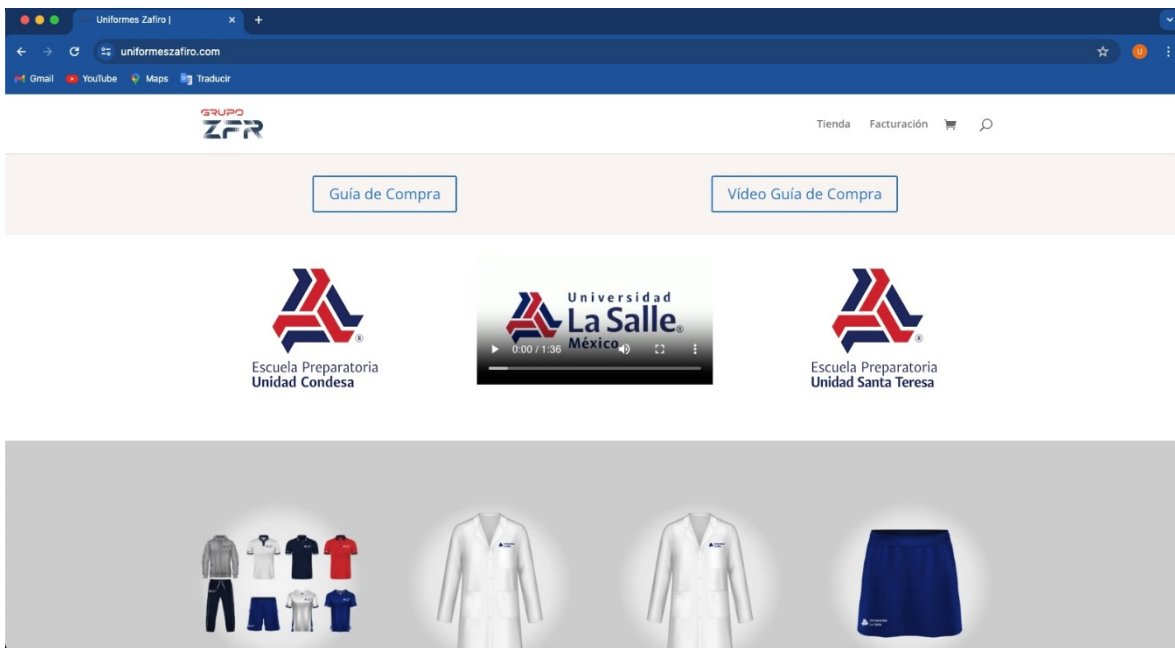 Uniformes Zafiro |
uniformeszafiro.com
U
Gmail YouTube Maps Traducir
GRUPO
ZFR
Tienda Facturación
Guía de Compra
Vídeo Guía de Compra
Escuela Preparatoria
Unidad Condesa
Universidad
La Salle®
México
0:00 / 1:36
Escuela Preparatoria
Unidad Santa Teresa